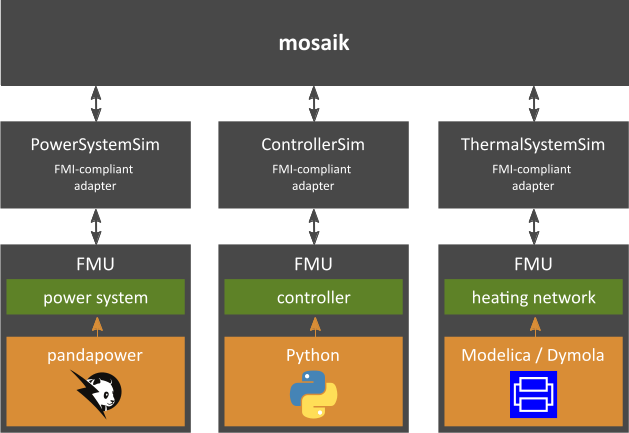 mosaik
PowerSystemSim
FMI-compliant
adapter
ControllerSim
FMI-compliant
adapter
ThermalSystemSim
FMI-compliant
adapter
FMU
power system
pandapower
FMU
controller
Python
FMU
heating network
Modelica / Dymola